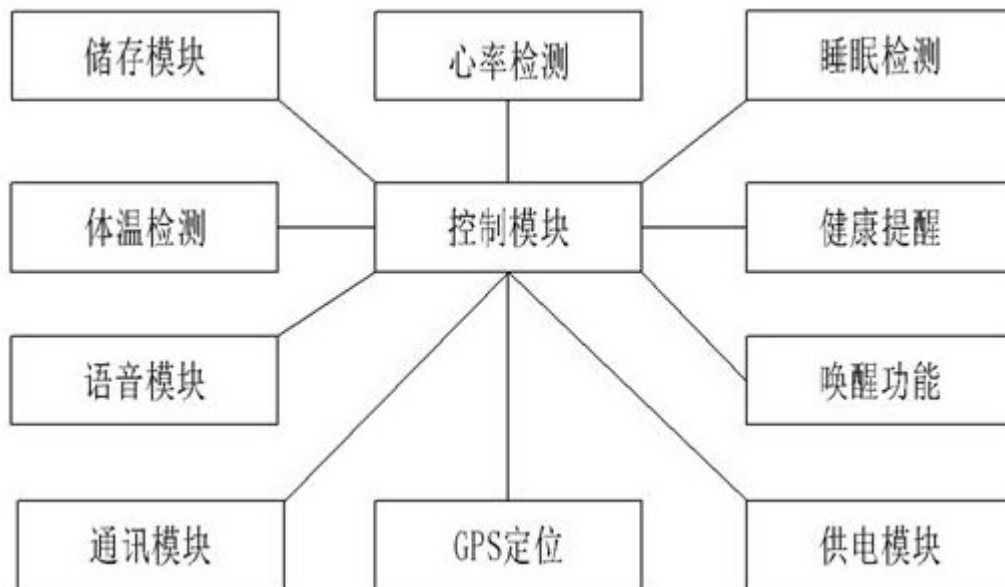 储存模块
心率检测
睡眠检测
体温检测
控制模块
健康提醒
语音模块
唤醒功能
通讯模块
GPS定位
供电模块